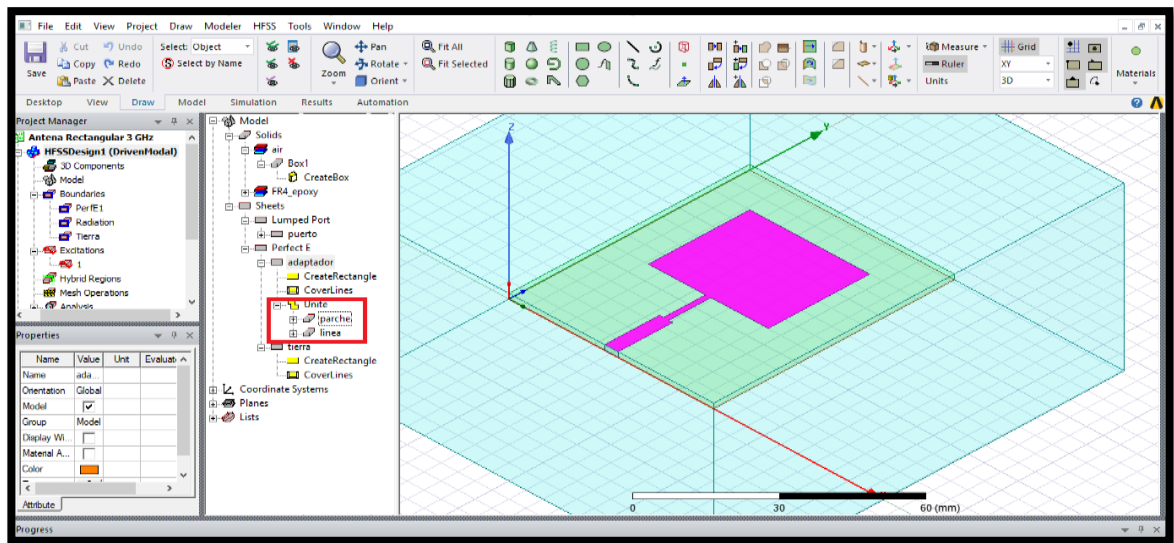 File Edit View Project Draw Modeler HFSS Tools Window Help
Save
Cut Undo
Copy Redo
Paste Delete
Select: Object
Select by Name
Zoom
Pan
Rotate
Orient
Fit All
Fit Selected
Measure
Ruler
Units
Grid
XY
3D
Materials
Desktop View Draw Model Simulation Results Automation
Project Manager
Antena Rectangular 3 GHz
HFSSDesign1 (DrivenModal)
3D Components
Model
Boundaries
PerfE1
Radiation
Tierra
Excitations
1
Hybrid Regions
Mesh Operations
Analysis
Properties
Name Value Unit Evaluat
Name ada...
Orientation Global
Model
Group Model
Display Wi...
Material A...
Color
Attribute
Model
Solids
air
Box1
CreateBox
FR4_epoxy
Sheets
Lumped Port
puerto
Perfect E
adaptador
CreateRectangle
CoverLines
Unite
parche
linea
tierra
CreateRectangle
CoverLines
Coordinate Systems
Planes
Lists
Z
Y
0 30 60 (mm)
Progress